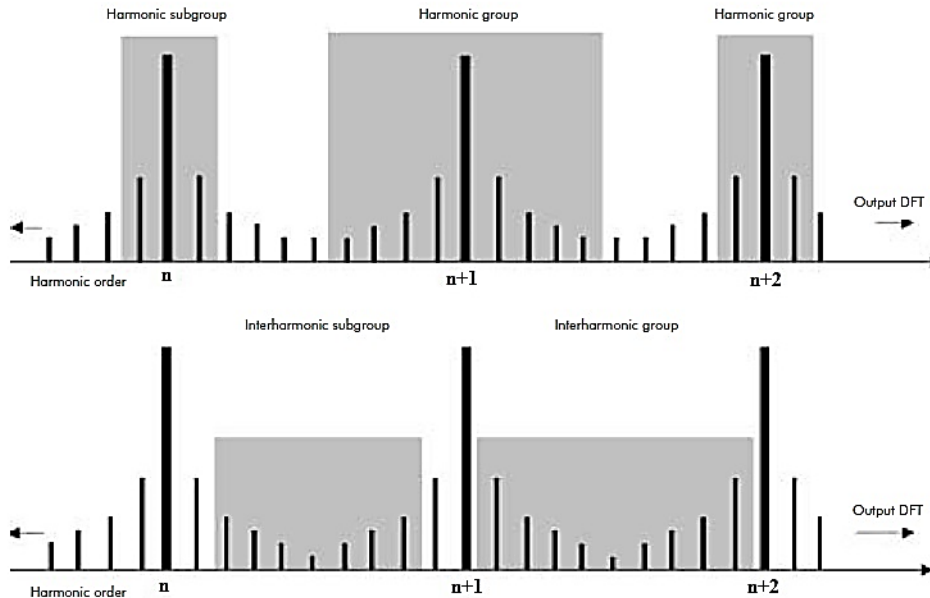 Harmonic subgroup Harmonic group Harmonic group
Output DFT
Harmonic order n n+1 n+2
Interharmonic subgroup Interharmonic group
Output DFT
Harmonic order n n+1 n+2